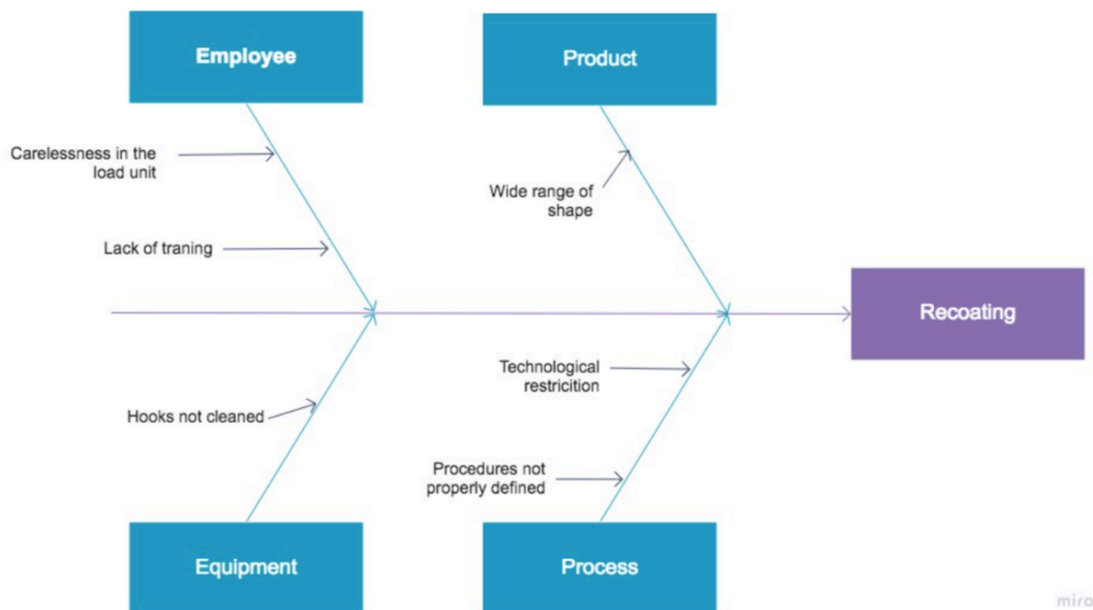 Employee
Product
Carelessness in the
load unit
Wide range of
shape
Lack of traning
Recoating
Technological
restricition
Hooks not cleaned
Procedures not
properly defined
Equipment
Process
miro